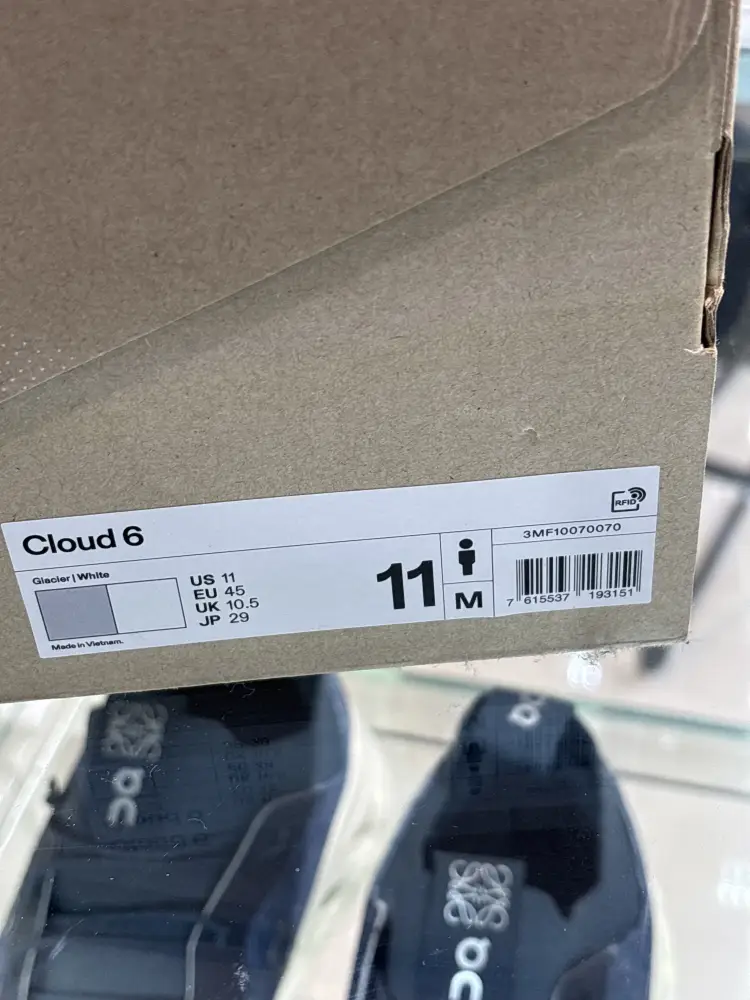 RFID
Cloud 6
3MF10070070
Glacier | White
US 11
EU 45
UK 10.5
JP 29
11
M
7 615537 193151
Made in Vietnam.